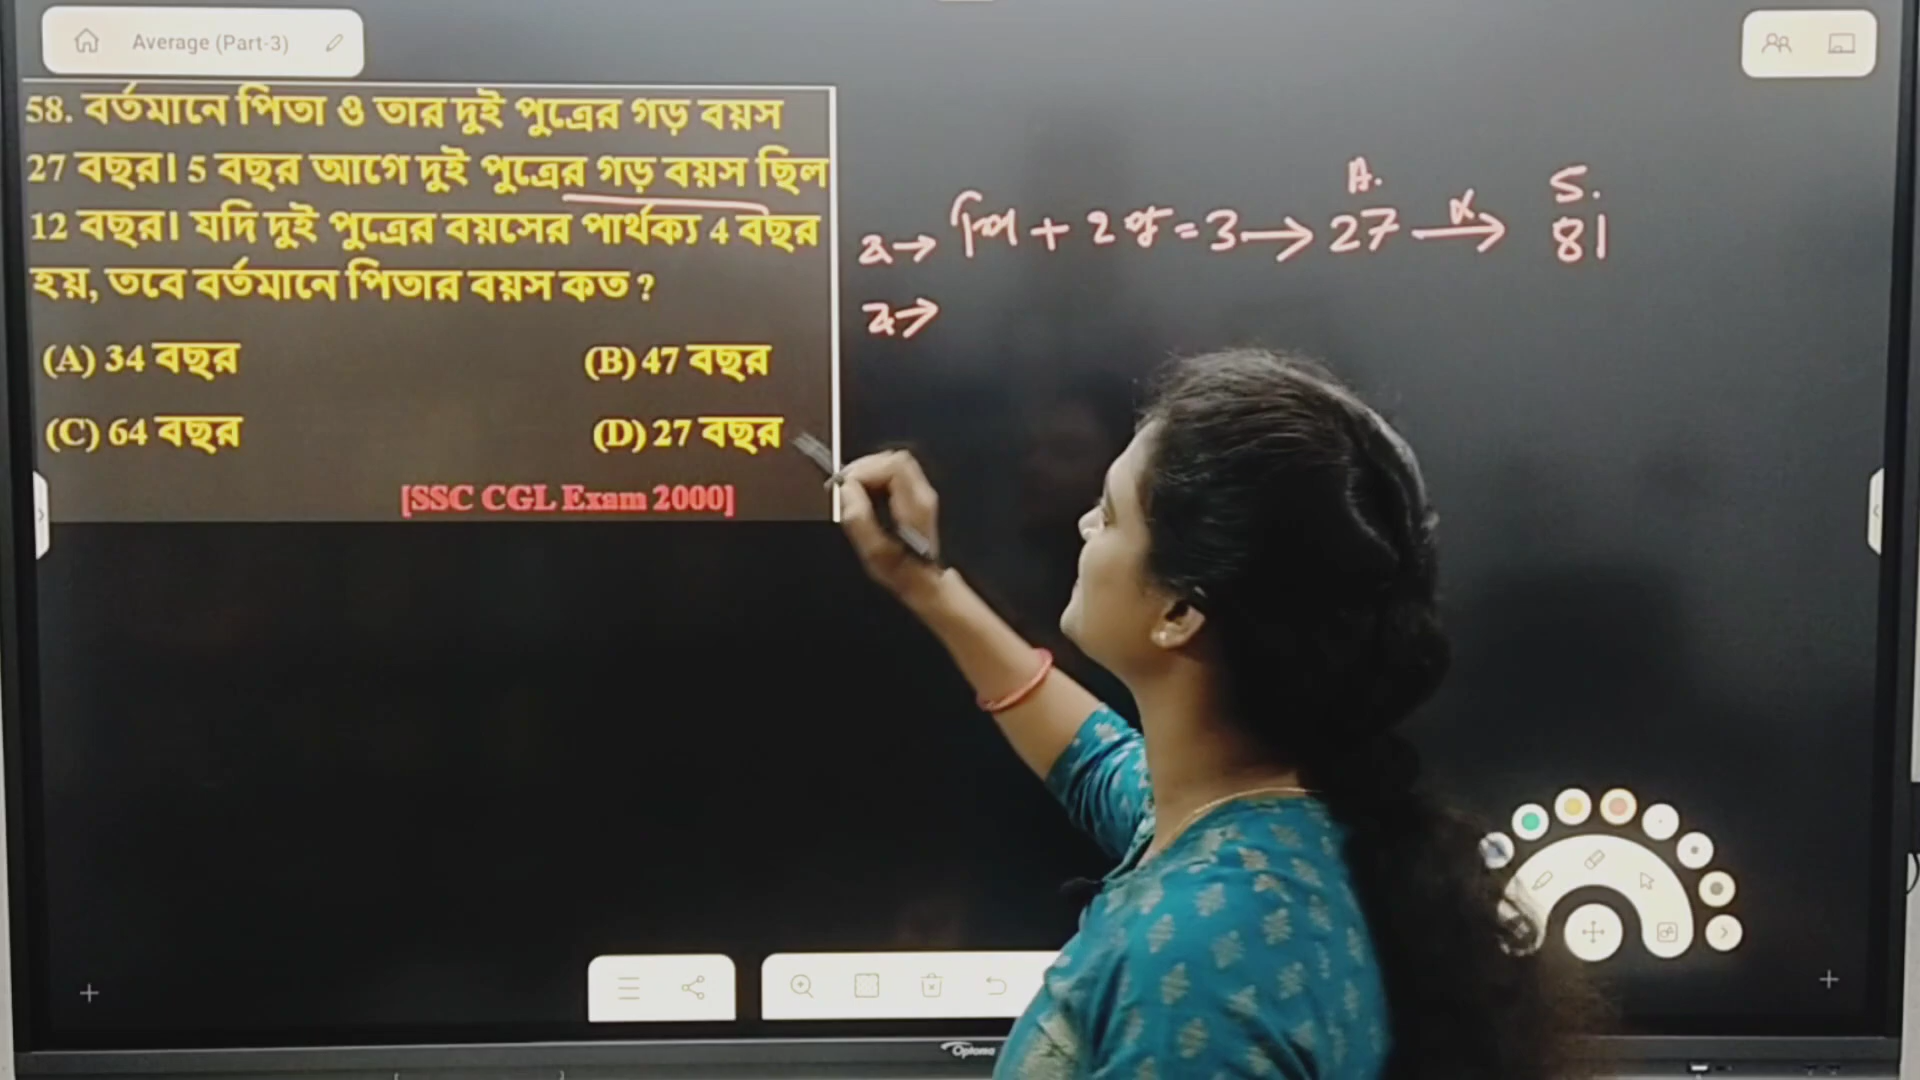 Average (Part-3)
58. বর্তমানে পিতা ও তার দুই পুত্রের গড় বয়স
27 বছর। 5 বছর আগে দুই পুত্রের গড় বয়স ছিল
12 বছর। যদি দুই পুত্রের বয়সের পার্থক্য 4 বছর
হয়, তবে বর্তমানে পিতার বয়স কত ?
(A) 34 বছর (B) 47 বছর
(C) 64 বছর (D) 27 বছর
[SSC CGL Exam 2000]
A. S.
→ + 2 = 3 → 27 → 81
→
Optoma